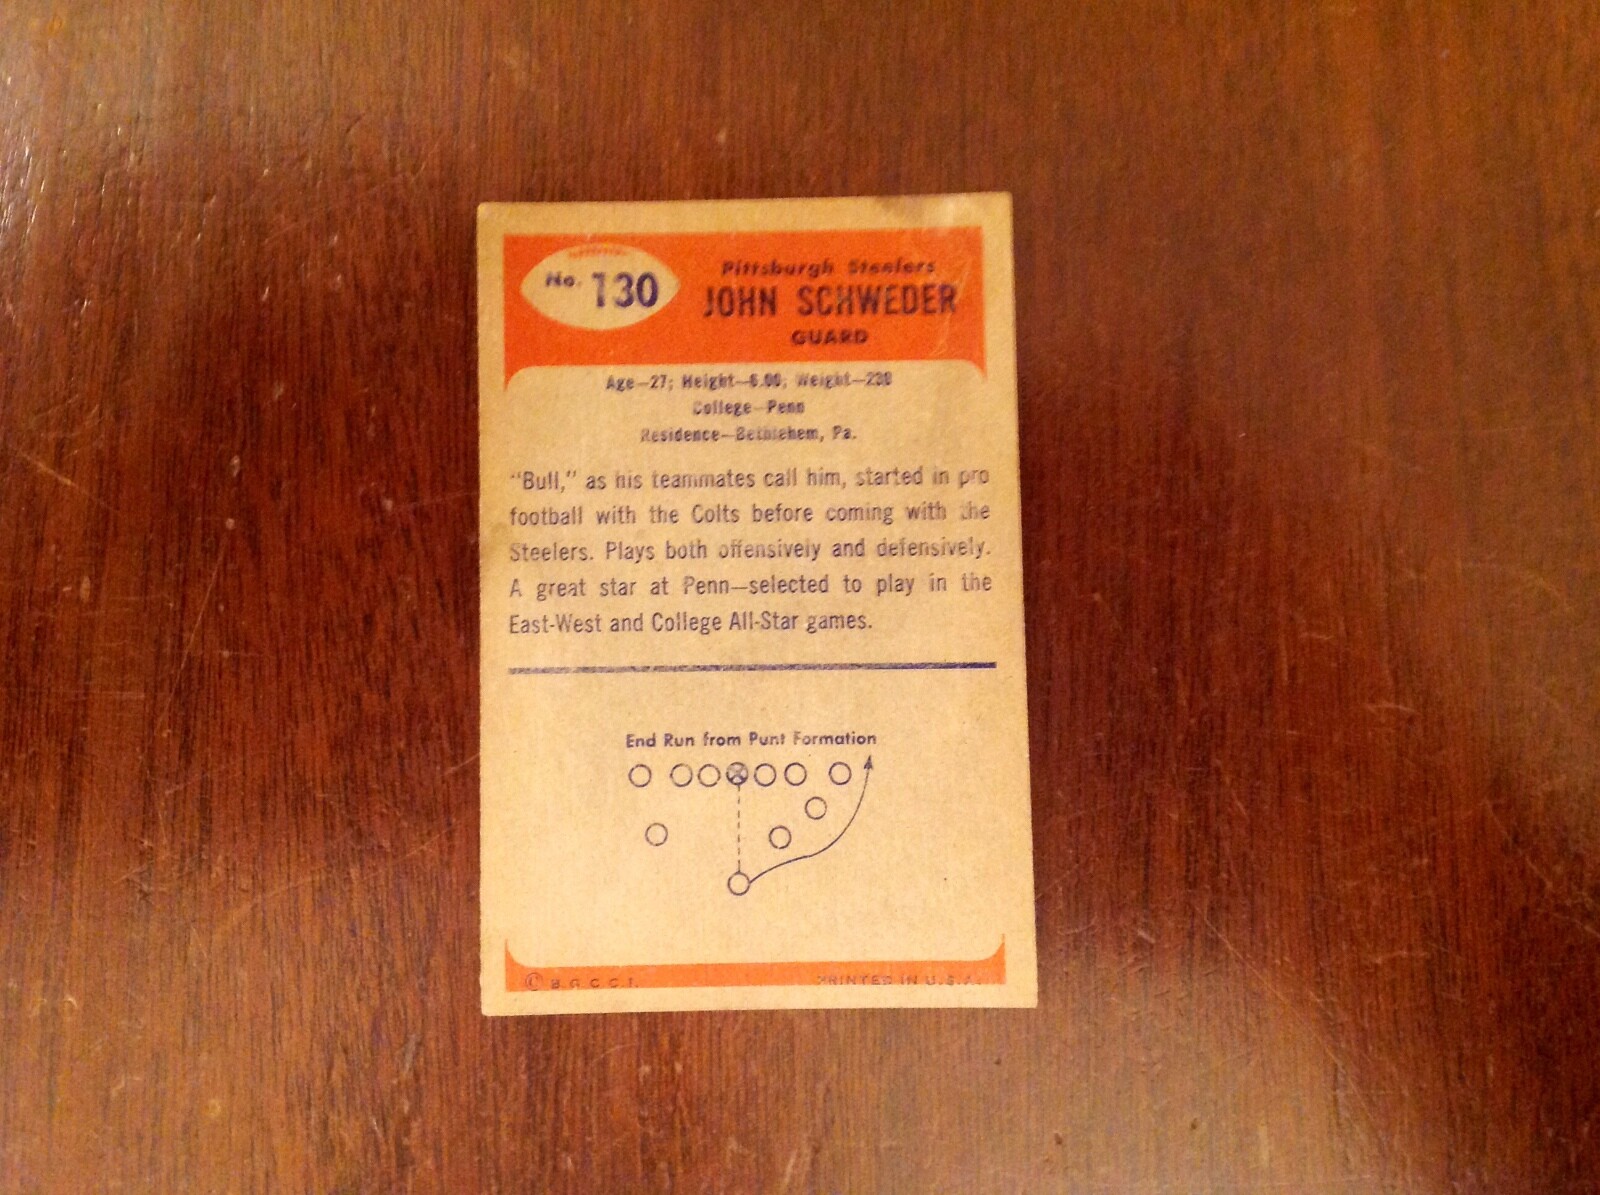 No. 130
Pittsburgh Steelers
JOHN SCHWEDER
GUARD
Age—27; Height—6.00; Weight—230
College—Penn
Residence—Bethlehem, Pa.
"Bull," as his teammates call him, started in pro
football with the Colts before coming with the
Steelers. Plays both offensively and defensively.
A great star at Penn—selected to play in the
East-West and College All-Star games.
End Run from Punt Formation
© B. G. C. C. I.
PRINTED IN U.S.A.